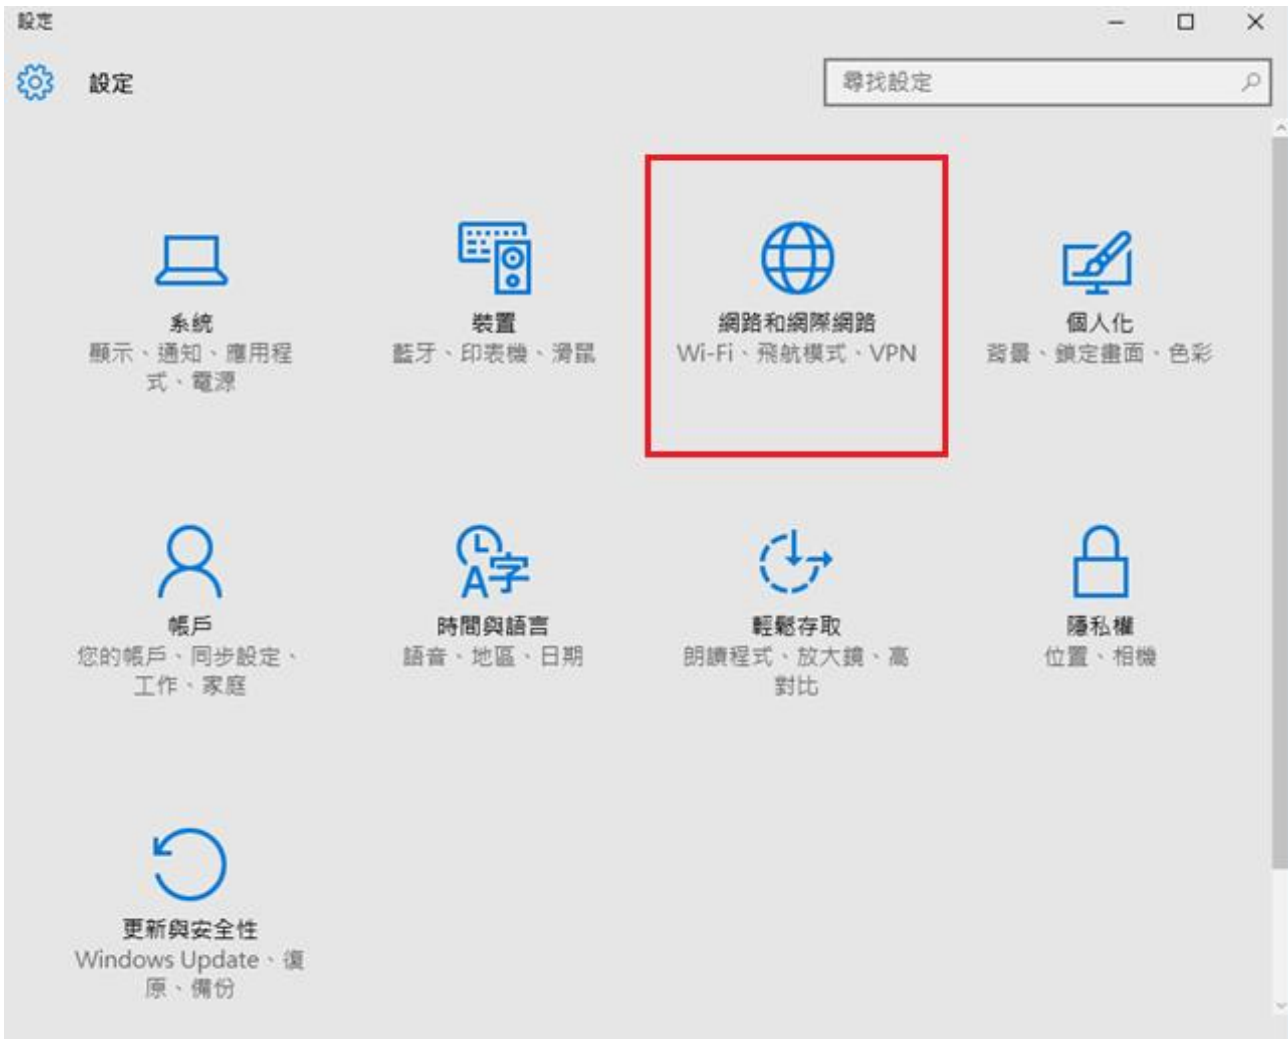 設定
設定
尋找設定
系統
顯示、通知、應用程
式、電源
裝置
藍牙、印表機、滑鼠
網路和網際網路
Wi-Fi、飛航模式、VPN
個人化
背景、鎖定畫面、色彩
帳戶
您的帳戶、同步設定、
工作、家庭
時間與語言
語音、地區、日期
輕鬆存取
朗讀程式、放大鏡、高
對比
隱私權
位置、相機
更新與安全性
Windows Update、復
原、備份